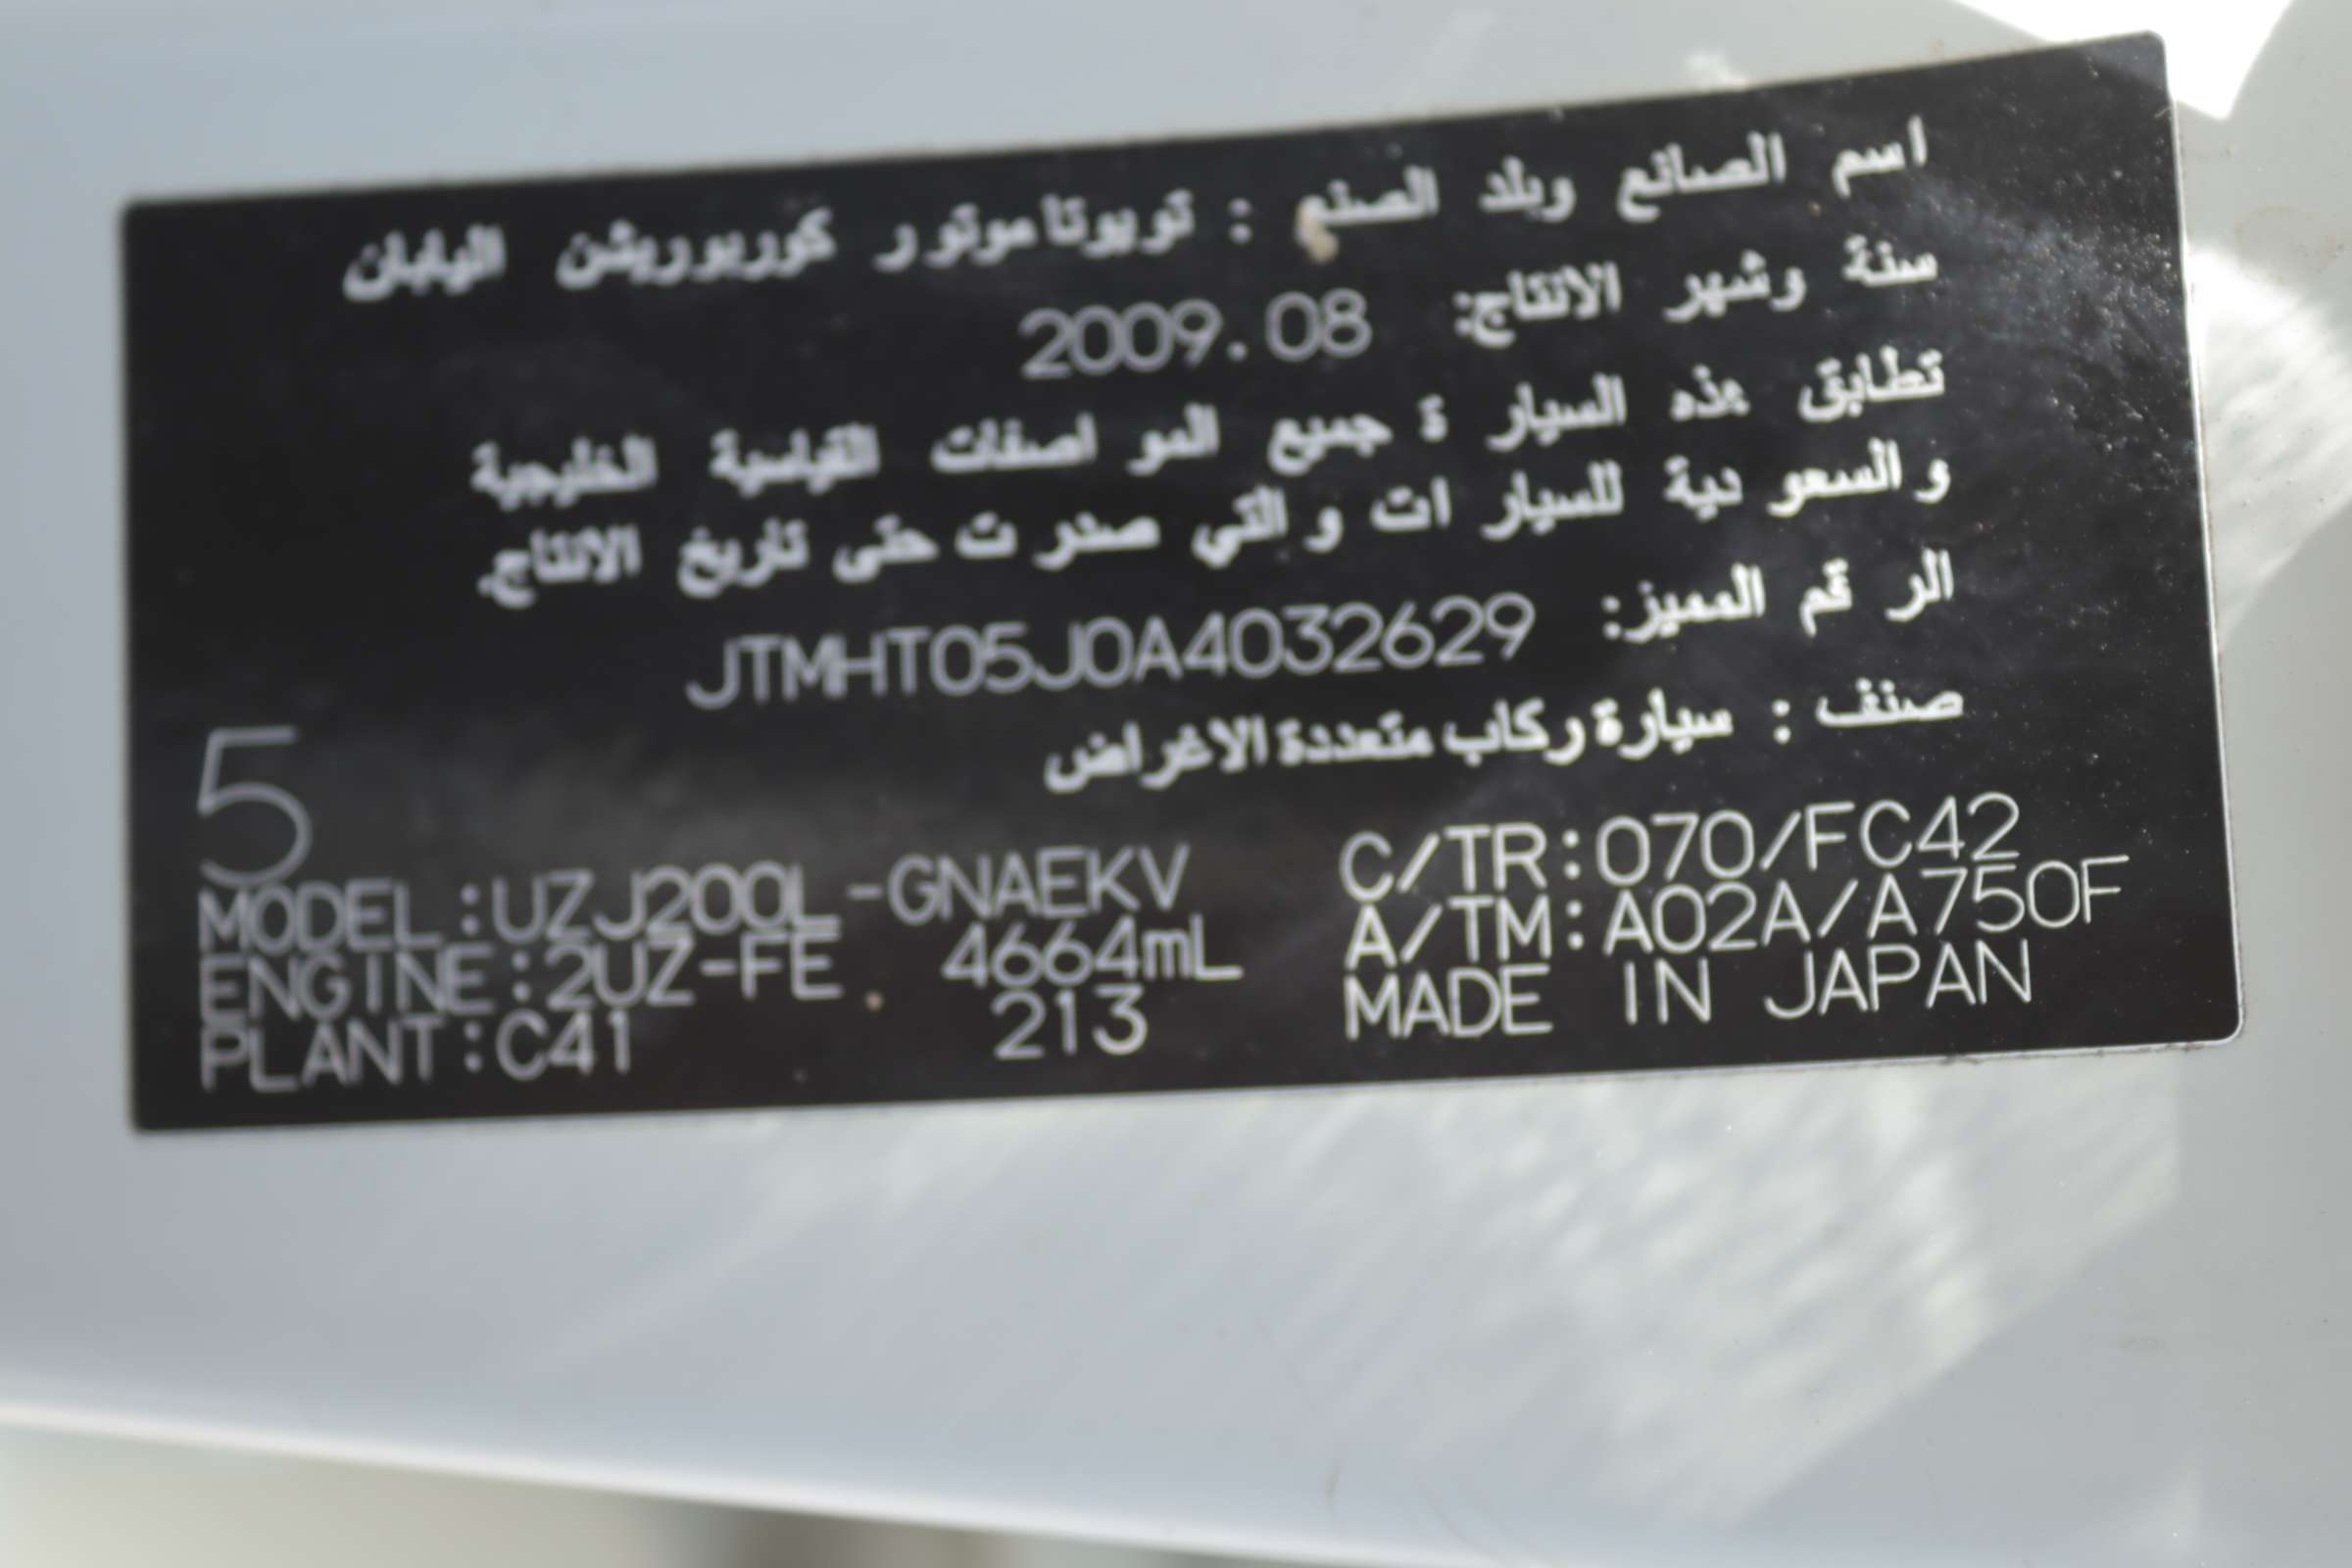 اسم الصانع وبلد الصنع : تويوتا موتور كوربوريشن اليابان
سنة وشهر الانتاج: 2009.08
تطابق هذه السيارة جميع المواصفات القياسية الخليجية
والسعودية للسيارات والتي صدرت حتى تاريخ الانتاج.
الرقم المميز: JTMHT05J0A4032629
صنف : سيارة ركاب متعددة الاغراض
5
MODEL:UZJ200L-GNAEKV C/TR:070/FC42
ENGINE:2UZ-FE 4664mL A/TM:A02A/A750F
PLANT:C41 213 MADE IN JAPAN